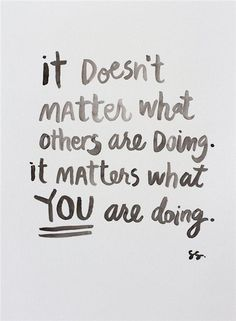 it Doesn't
matter what
others are Doing.
it matters what
YOU are doing.
ss.